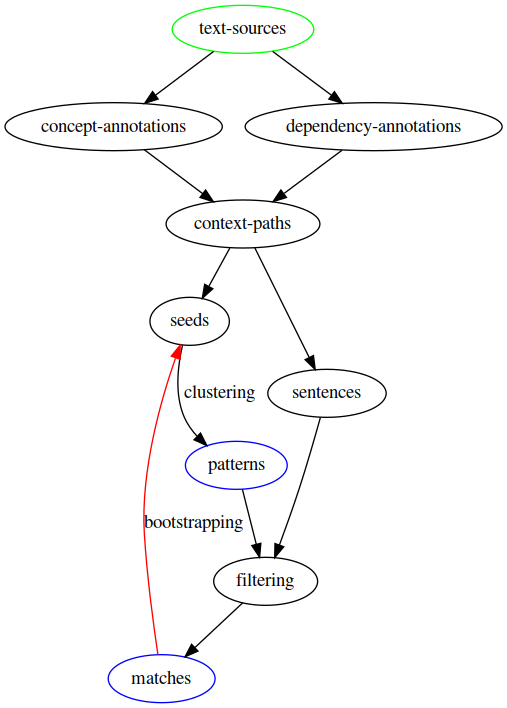 text-sources
concept-annotations
dependency-annotations
context-paths
seeds
clustering
sentences
patterns
bootstrapping
filtering
matches